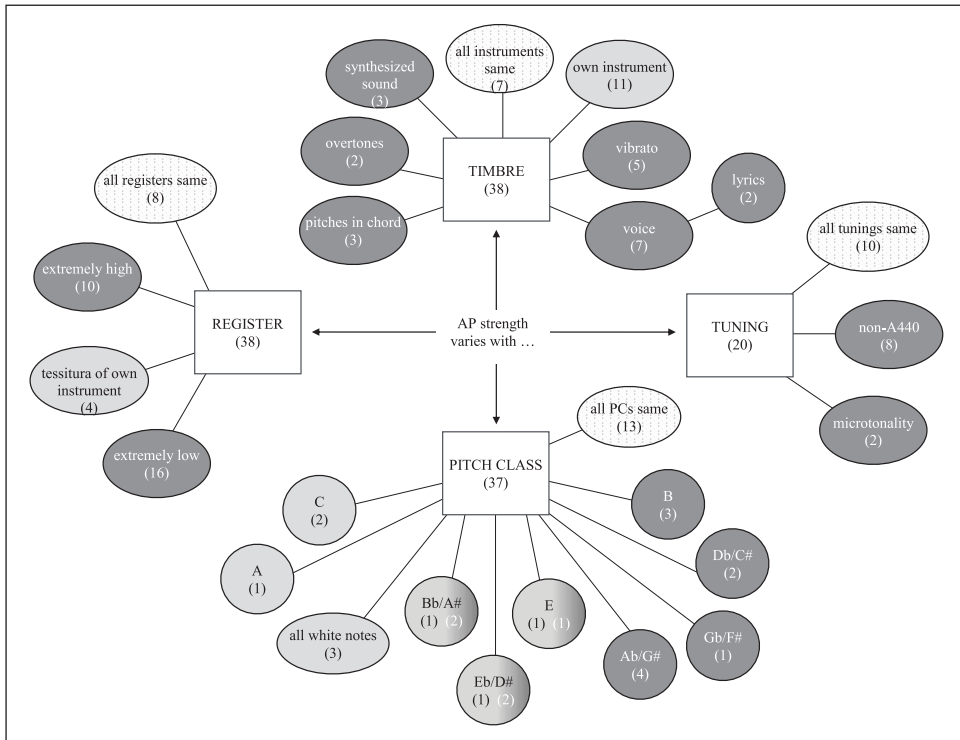 all instruments
same
(7)
synthesized
sound
(3)
own instrument
(11)
overtones
(2)
TIMBRE
(38)
vibrato
(5)
lyrics
(2)
all registers same
(8)
pitches in chord
(3)
voice
(7)
all tunings same
(10)
extremely high
(10)
REGISTER
(38)
AP strength
varies with ...
TUNING
(20)
non-A440
(8)
tessitura of own
instrument
(4)
all PCs same
(13)
microtonality
(2)
extremely low
(16)
PITCH CLASS
(37)
C
(2)
B
(3)
A
(1)
Db/C#
(2)
Bb/A#
(1) (2)
E
(1) (1)
all white notes
(3)
Gb/F#
(1)
Ab/G#
(4)
Eb/D#
(1) (2)